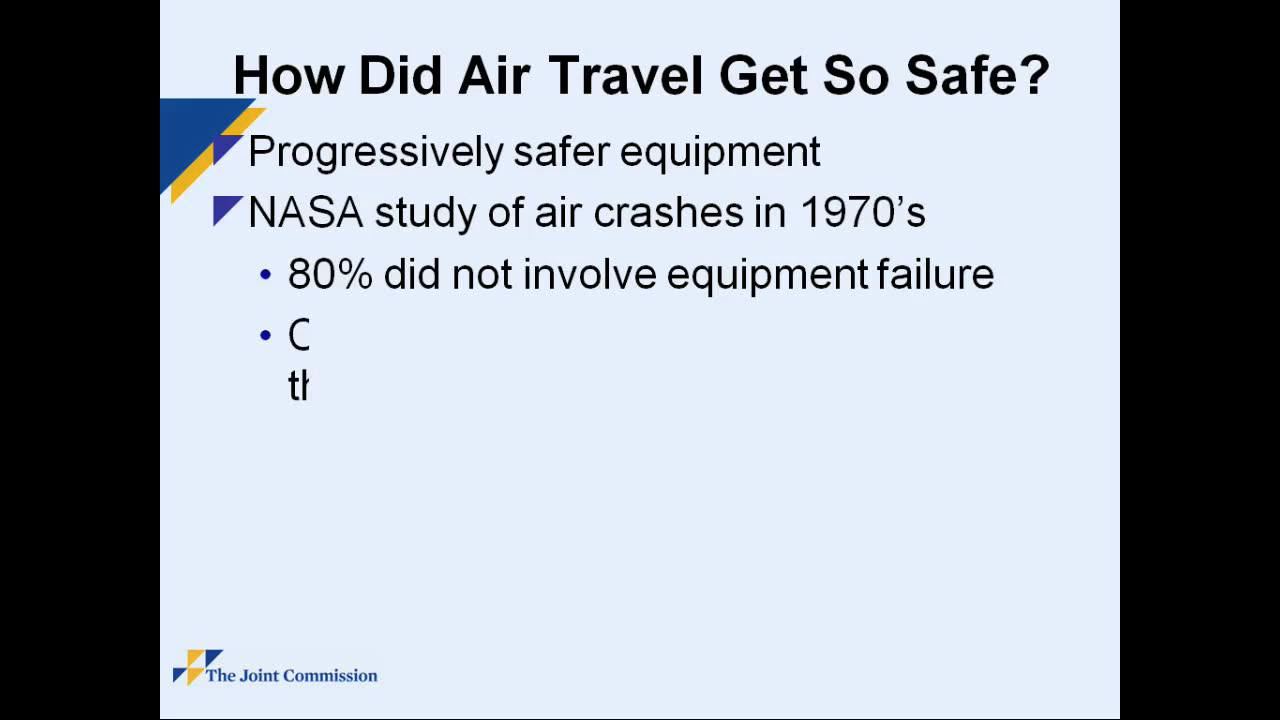 How Did Air Travel Get So Safe?
Progressively safer equipment
NASA study of air crashes in 1970’s
• 80% did not involve equipment failure
The Joint Commission